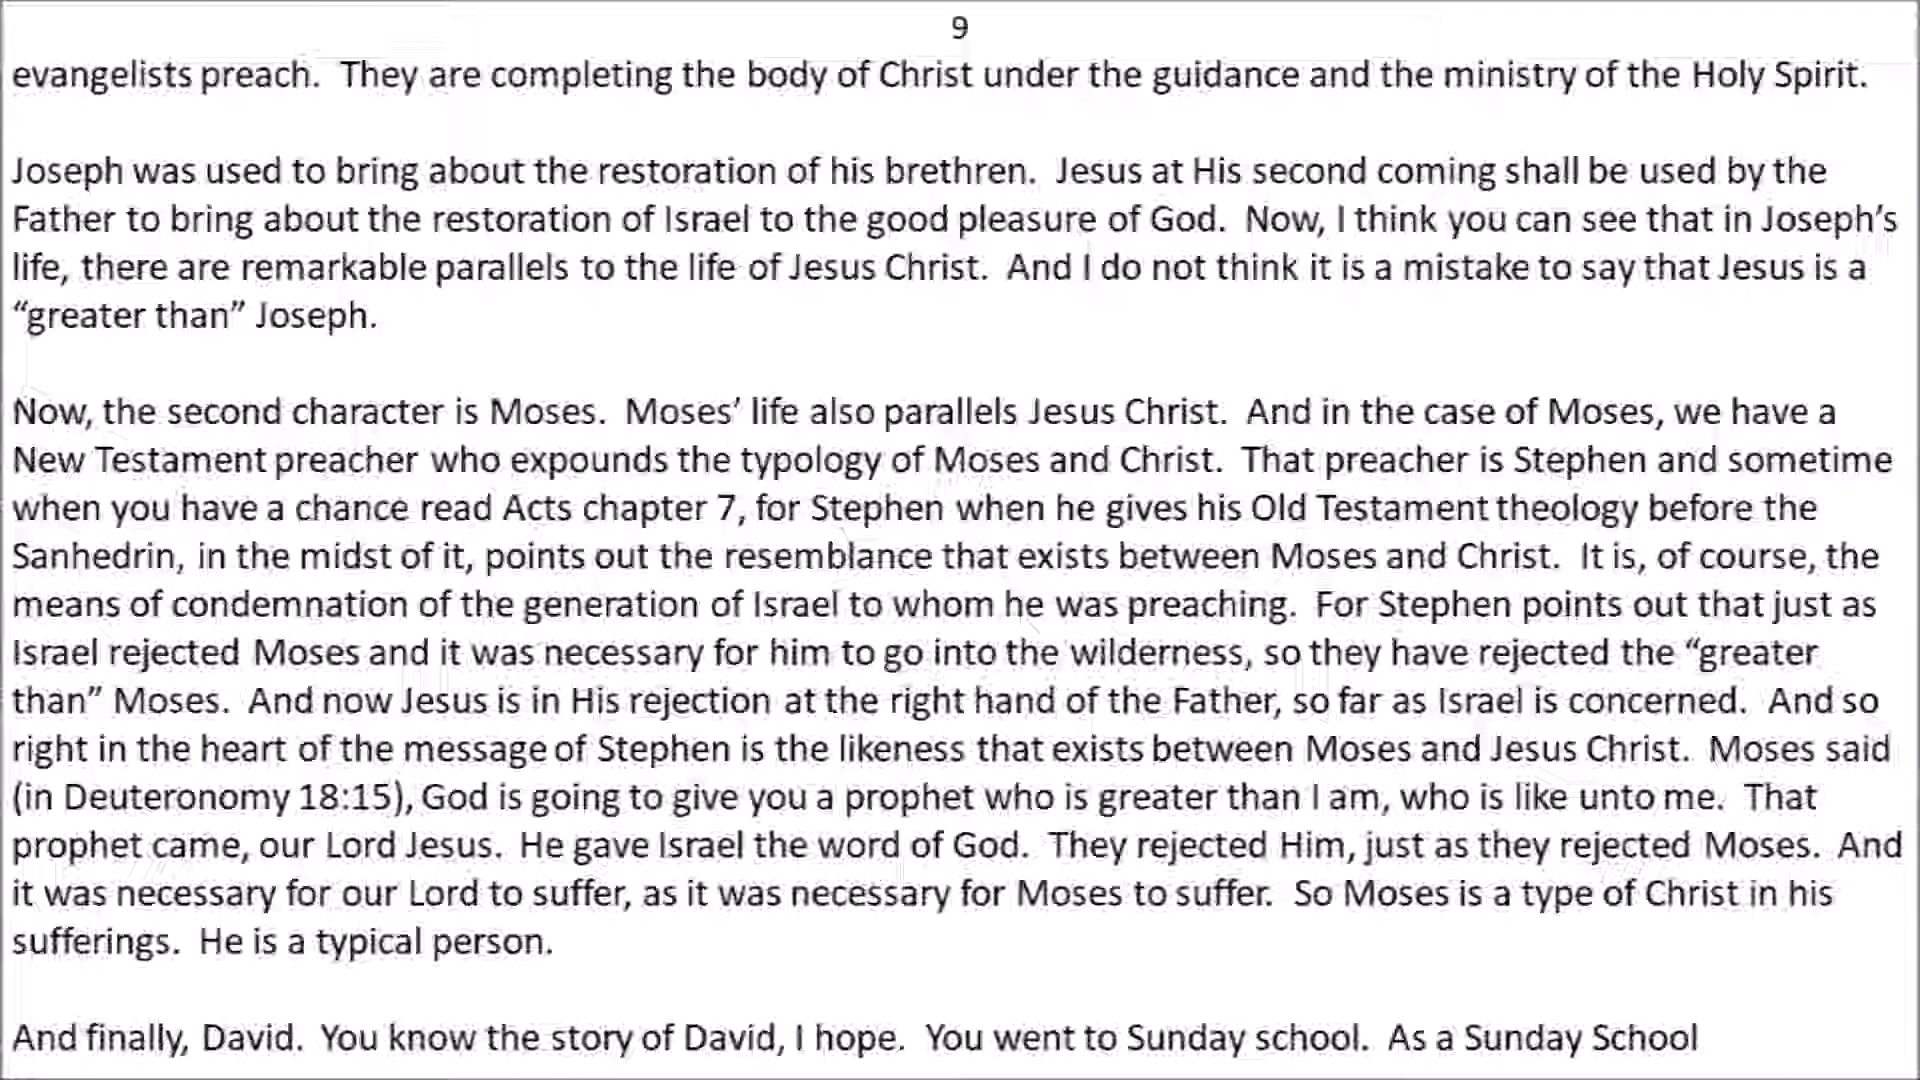 9
evangelists preach.  They are completing the body of Christ under the guidance and the ministry of the Holy Spirit.
Joseph was used to bring about the restoration of his brethren.  Jesus at His second coming shall be used by the
Father to bring about the restoration of Israel to the good pleasure of God.  Now, I think you can see that in Joseph’s
life, there are remarkable parallels to the life of Jesus Christ.  And I do not think it is a mistake to say that Jesus is a
“greater than” Joseph.
Now, the second character is Moses.  Moses’ life also parallels Jesus Christ.  And in the case of Moses, we have a
New Testament preacher who expounds the typology of Moses and Christ.  That preacher is Stephen and sometime
when you have a chance read Acts chapter 7, for Stephen when he gives his Old Testament theology before the
Sanhedrin, in the midst of it, points out the resemblance that exists between Moses and Christ.  It is, of course, the
means of condemnation of the generation of Israel to whom he was preaching.  For Stephen points out that just as
Israel rejected Moses and it was necessary for him to go into the wilderness, so they have rejected the “greater
than” Moses.  And now Jesus is in His rejection at the right hand of the Father, so far as Israel is concerned.  And so
right in the heart of the message of Stephen is the likeness that exists between Moses and Jesus Christ.  Moses said
(in Deuteronomy 18:15), God is going to give you a prophet who is greater than I am, who is like unto me.  That
prophet came, our Lord Jesus.  He gave Israel the word of God.  They rejected Him, just as they rejected Moses.  And
it was necessary for our Lord to suffer, as it was necessary for Moses to suffer.  So Moses is a type of Christ in his
sufferings.  He is a typical person.
And finally, David.  You know the story of David, I hope.  You went to Sunday school.  As a Sunday School